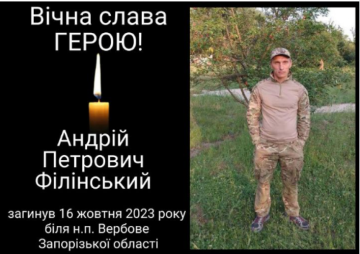 Вічна слава
ГЕРОЮ!
Андрій
Петрович
Філінський
загинув 16 жовтня 2023 року
біля н.п. Вербове
Запорізької області